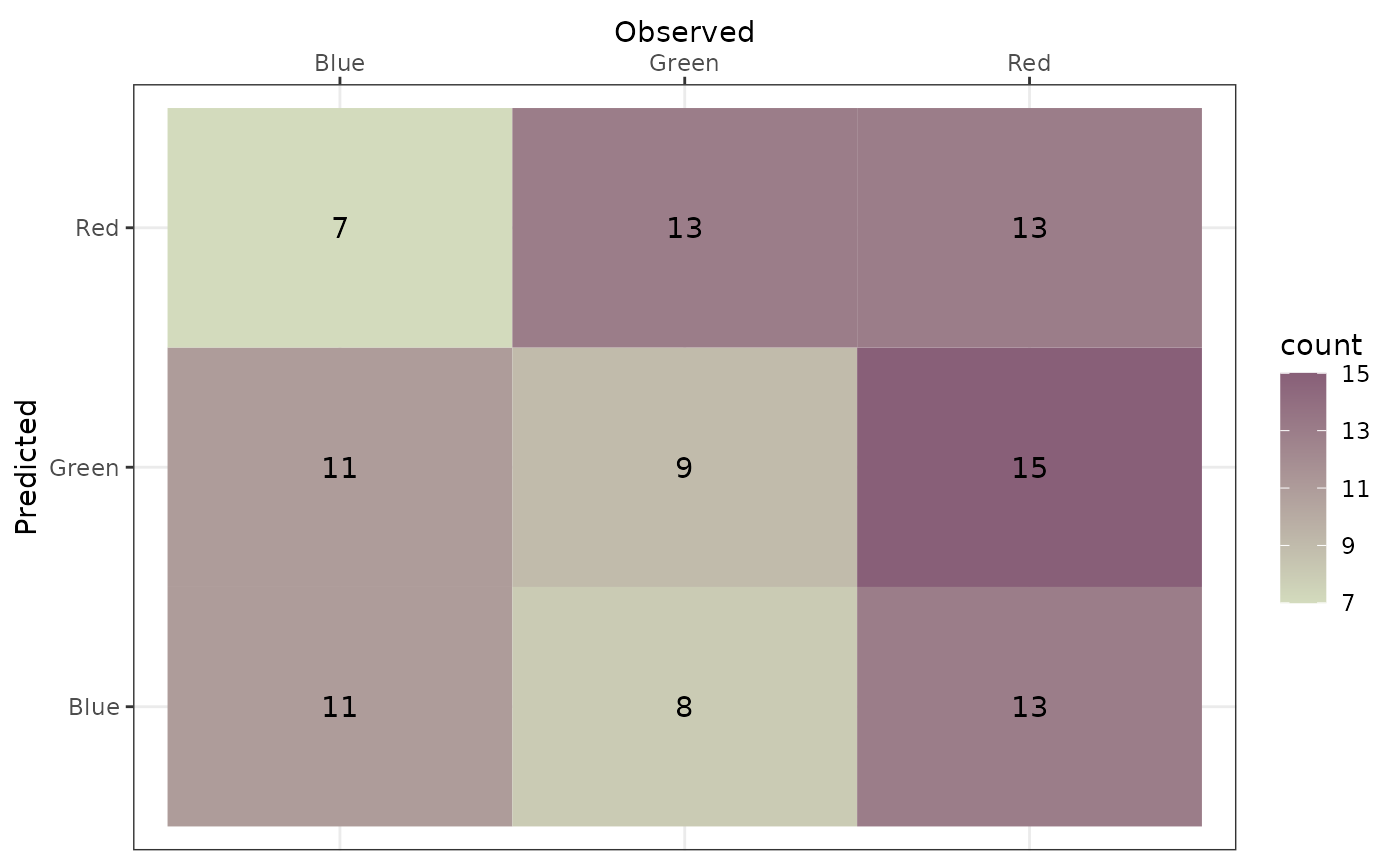 Observed
Blue Green Red
Red 7 13 13
count
15
13
11
9
7
Predicted
Green 11 9 15
Blue 11 8 13